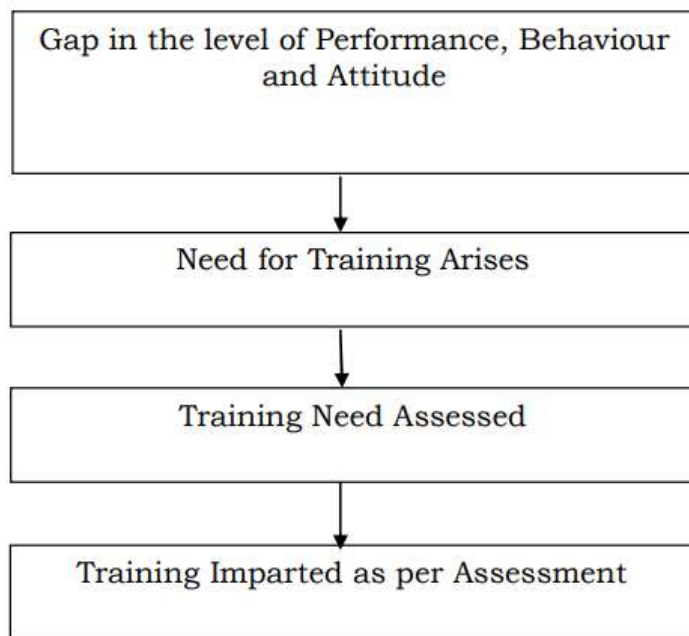 Gap in the level of Performance, Behaviour
and Attitude
Need for Training Arises
Training Need Assessed
Training Imparted as per Assessment